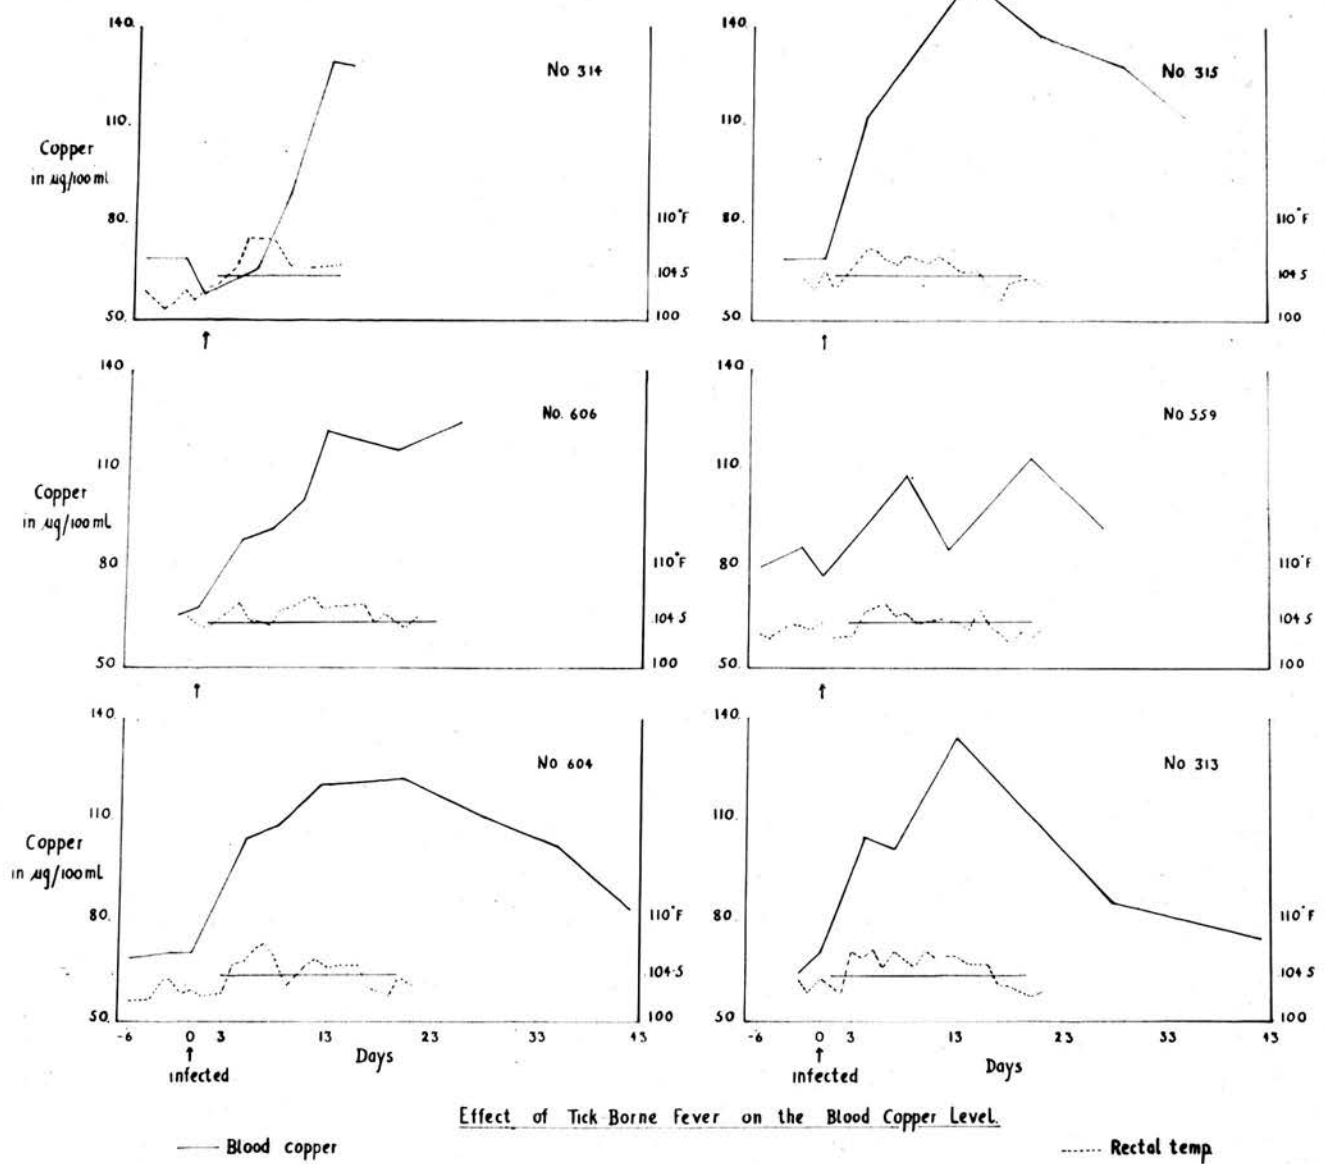 140.
110.
80.
50.
Copper
in µg/100 ml
No 314
110°F
.104.5
100
↑
140.
110.
80.
50.
No. 315
110°F
.104.5
100
↑
140
110
80
50
Copper
in µg/100 mL
No. 606
110°F
.104 5
100
↑
140
110
80
50.
No 559
110°F
104 5
100
↑
140.
110.
80.
50.
Copper
in µg/100 mL
No 604
110°F
104.5
100
-6 0 3 13 23 33 43
↑
Days
infected
140.
110.
80.
50.
No 313
110°F
.104.5
100
-6 0 3 13 23 33 43
↑
Days
infected
Effect of Tick Borne Fever on the Blood Copper Level.
Blood copper
Rectal temp